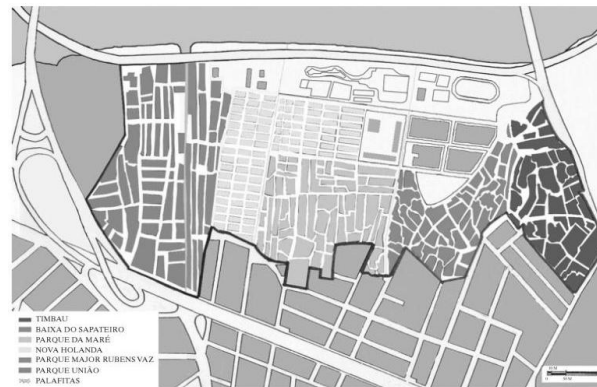 TIMBAU
BAIXA DO SAPATEIRO
PARQUE DA MARÉ
NOVA HOLANDA
PARQUE MAJOR RUBENS VAZ
PARQUE UNIÃO
PALAFITAS